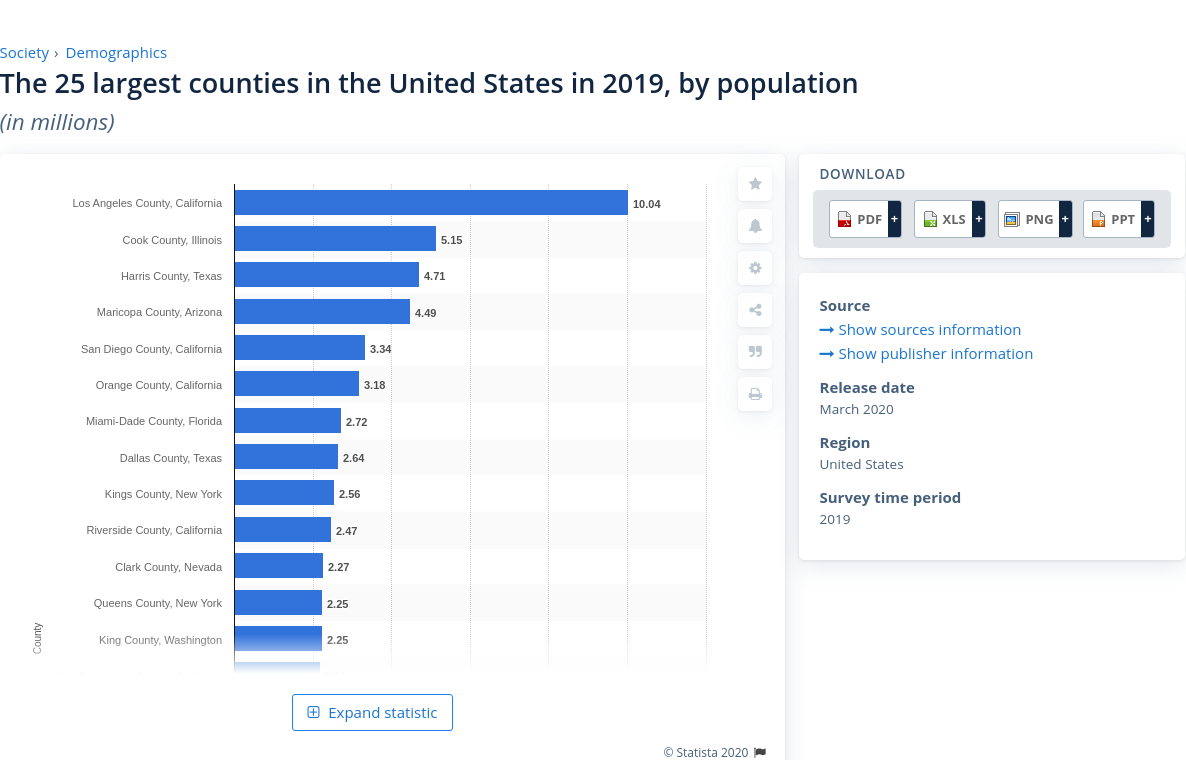 Society › Demographics
The 25 largest counties in the United States in 2019, by population
(in millions)
Los Angeles County, California 10.04
Cook County, Illinois 5.15
Harris County, Texas 4.71
Maricopa County, Arizona 4.49
San Diego County, California 3.34
Orange County, California 3.18
Miami-Dade County, Florida 2.72
Dallas County, Texas 2.64
Kings County, New York 2.56
Riverside County, California 2.47
Clark County, Nevada 2.27
Queens County, New York 2.25
King County, Washington 2.25
County
Expand statistic
© Statista 2020
DOWNLOAD
PDF + XLS + PNG + PPT +
Source
Show sources information
Show publisher information
Release date
March 2020
Region
United States
Survey time period
2019